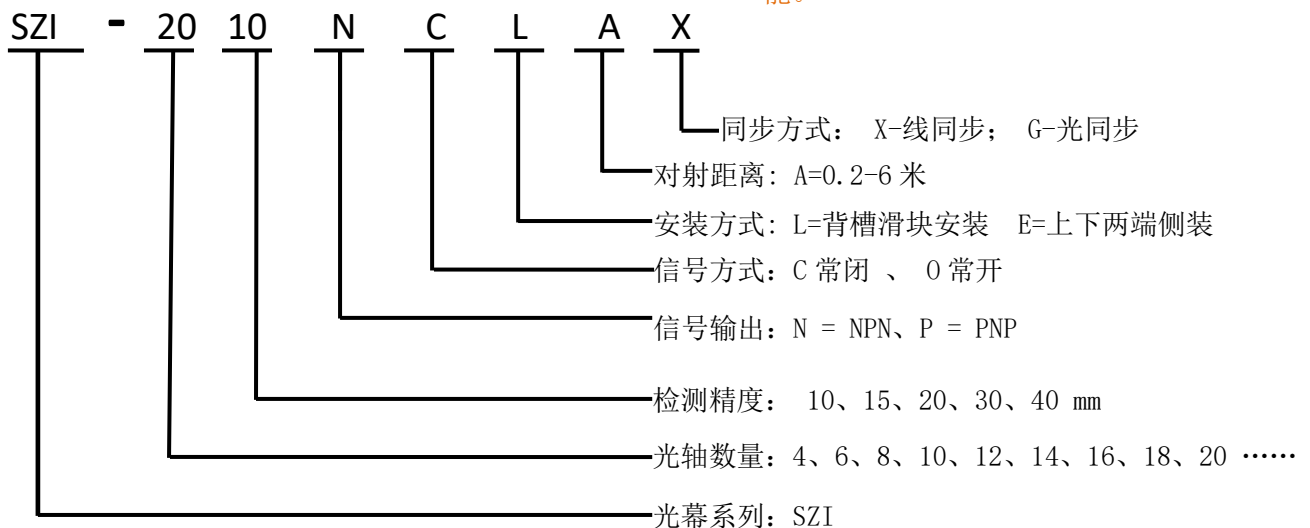 能。
SZI - 20 10 N C L A X
同步方式： X-线同步； G-光同步
对射距离: A=0.2-6 米
安装方式: L=背槽滑块安装 E=上下两端侧装
信号方式：C 常闭 、 O 常开
信号输出：N = NPN、P = PNP
检测精度： 10、15、20、30、40 mm
光轴数量：4、6、8、10、12、14、16、18、20 ……
光幕系列：SZI